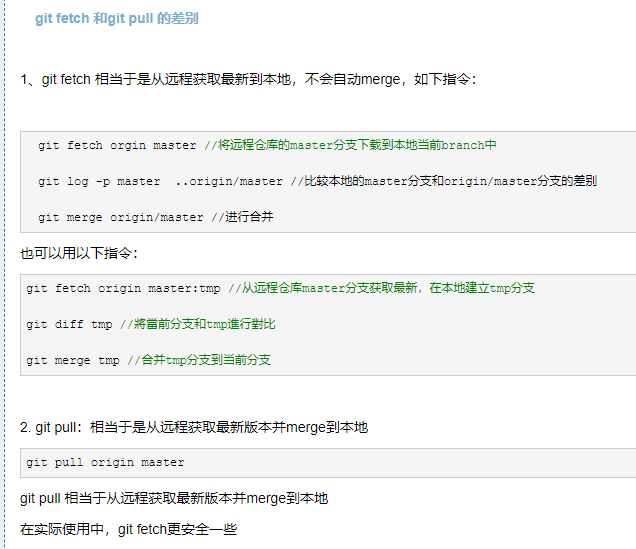 git fetch 和git pull 的差别
1、git fetch 相当于是从远程获取最新到本地，不会自动merge，如下指令：
git fetch orgin master //将远程仓库的master分支下载到本地当前branch中
git log -p master  ..origin/master //比较本地的master分支和origin/master分支的差别
git merge origin/master //进行合并
也可以用以下指令：
git fetch origin master:tmp //从远程仓库master分支获取最新，在本地建立tmp分支
git diff tmp //將當前分支和tmp進行對比
git merge tmp //合并tmp分支到当前分支
2. git pull：相当于是从远程获取最新版本并merge到本地
git pull origin master
git pull 相当于从远程获取最新版本并merge到本地
在实际使用中，git fetch更安全一些